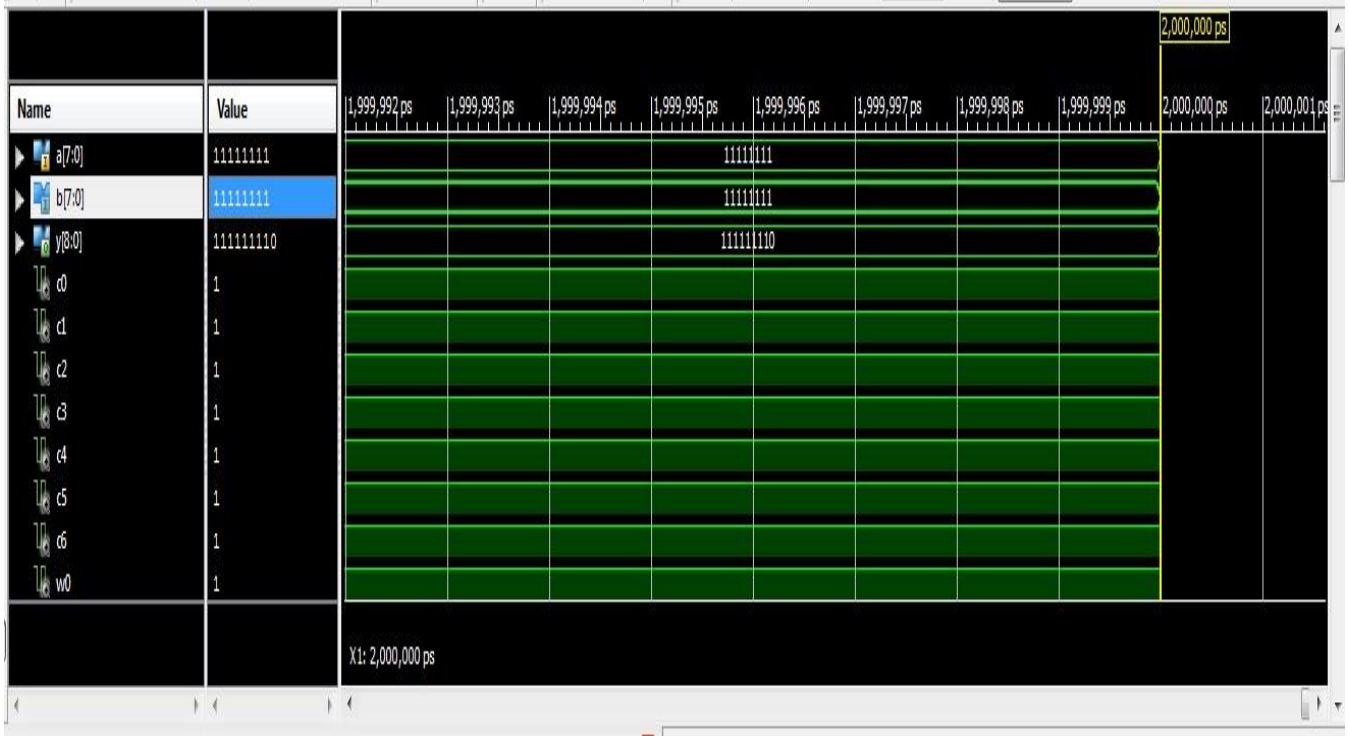 2,000,000 ps
Name Value 1,999,992 ps 1,999,993 ps 1,999,994 ps 1,999,995 ps 1,999,996 ps 1,999,997 ps 1,999,998 ps 1,999,999 ps 2,000,000 ps 2,000,001 ps
a[7:0] 11111111 11111111
b[7:0] 11111111 11111111
y[8:0] 111111110 111111110
c0 1
c1 1
c2 1
c3 1
c4 1
c5 1
c6 1
w0 1
X1: 2,000,000 ps